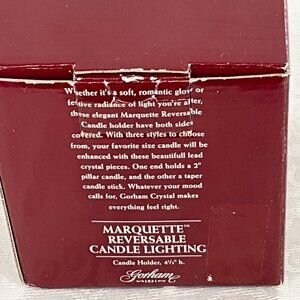 Whether it's a soft, romantic glow or
festive radiance of light you're after,
these elegant Marquette Reversable
Candle holder have both sides
covered. With three styles to choose
from, your favorite size candle will be
enhanced with these beautifull lead
crystal pieces. One end holds a 2"
pillar candle, and the other a taper
candle stick. Whatever your mood
calls for, Gorham Crystal makes
everything feel right.
MARQUETTE™
REVERSABLE
CANDLE LIGHTING
Candle Holder, 4½" h.
Gorham